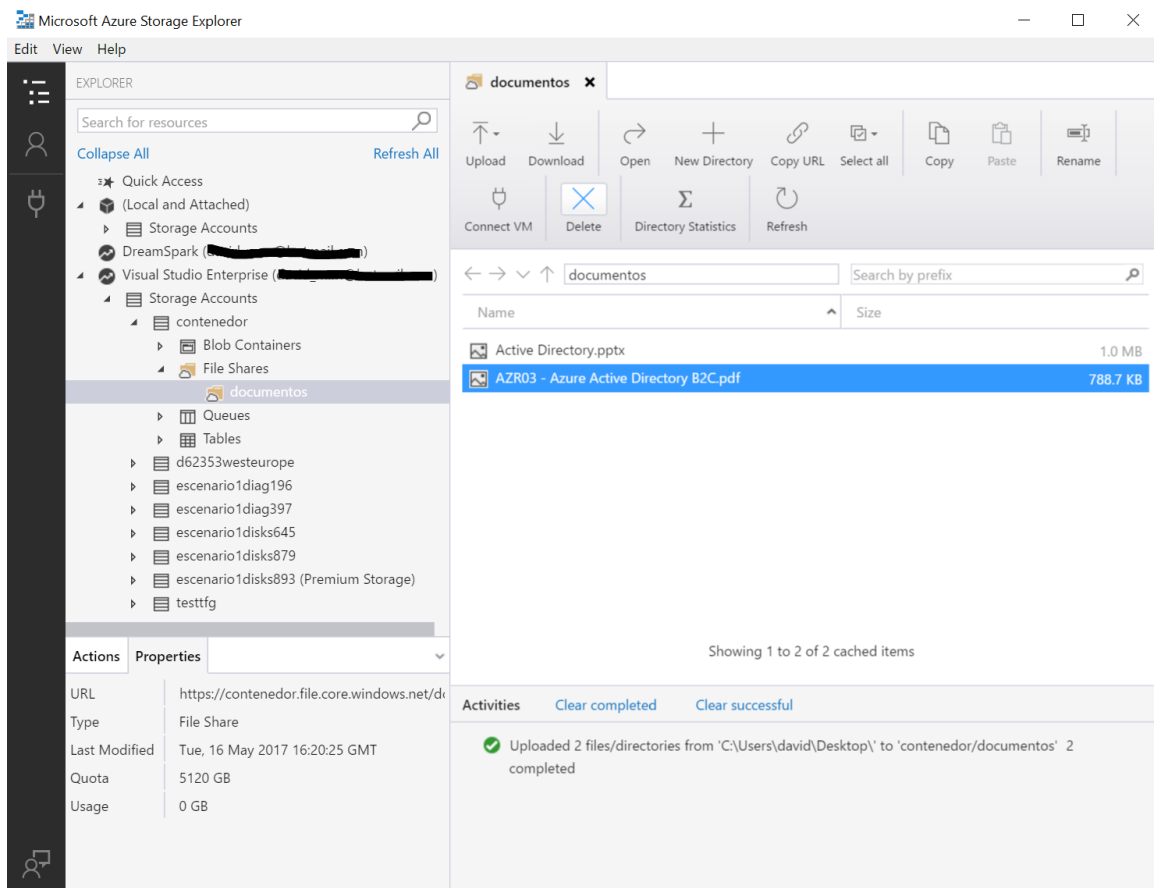 Microsoft Azure Storage Explorer
Edit View Help
EXPLORER
Search for resources
Collapse All Refresh All
Quick Access
(Local and Attached)
Storage Accounts
DreamSpark ( )
Visual Studio Enterprise ( )
Storage Accounts
contenedor
Blob Containers
File Shares
documentos
Queues
Tables
d62353westeurope
escenario1diag196
escenario1diag397
escenario1disks645
escenario1disks879
escenario1disks893 (Premium Storage)
testtfg
Actions Properties
URL https://contenedor.file.core.windows.net/d
Type File Share
Last Modified Tue, 16 May 2017 16:20:25 GMT
Quota 5120 GB
Usage 0 GB
documentos
Upload Download Open New Directory Copy URL Select all Copy Paste Rename
Connect VM Delete Directory Statistics Refresh
documentos Search by prefix
Name Size
Active Directory.pptx 1.0 MB
AZR03 - Azure Active Directory B2C.pdf 788.7 KB
Showing 1 to 2 of 2 cached items
Activities Clear completed Clear successful
Uploaded 2 files/directories from 'C:\Users\david\Desktop\' to 'contenedor/documentos' 2
completed